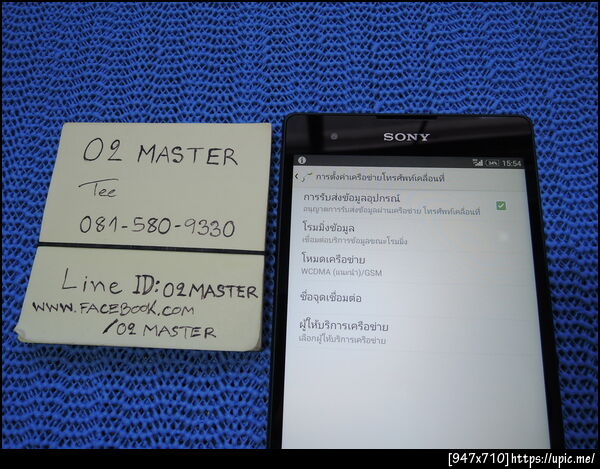 O2 MASTER
Tee
081-580-9330
Line ID:O2MASTER
WWW.FACEBOOK.COM
/O2 MASTER
SONY
34% 15:54
การตั้งค่าเครือข่ายโทรศัพท์เคลื่อนที่
การรับส่งข้อมูลอุปกรณ์
อนุญาตการรับส่งข้อมูลผ่านเครือข่าย โทรศัพท์เคลื่อนที่
โรมมิ่งข้อมูล
เชื่อมต่อบริการข้อมูลขณะโรมมิ่ง
โหมดเครือข่าย
WCDMA (แนะนำ)/GSM
ชื่อจุดเชื่อมต่อ
ผู้ให้บริการเครือข่าย
เลือกผู้ให้บริการเครือข่าย
[947x710]https://upic.me/